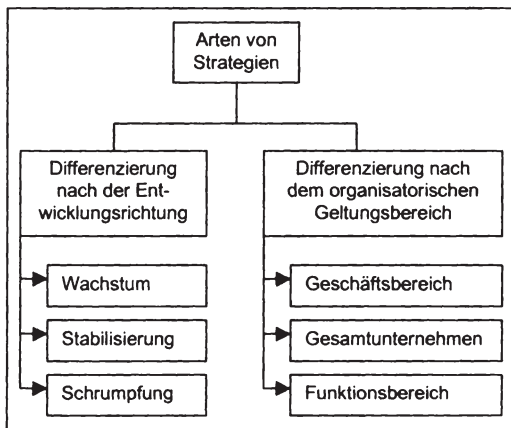 Arten von
Strategien
Differenzierung
nach der Ent-
wicklungsrichtung
Wachstum
Stabilisierung
Schrumpfung
Differenzierung nach
dem organisatorischen
Geltungsbereich
Geschäftsbereich
Gesamtunternehmen
Funktionsbereich